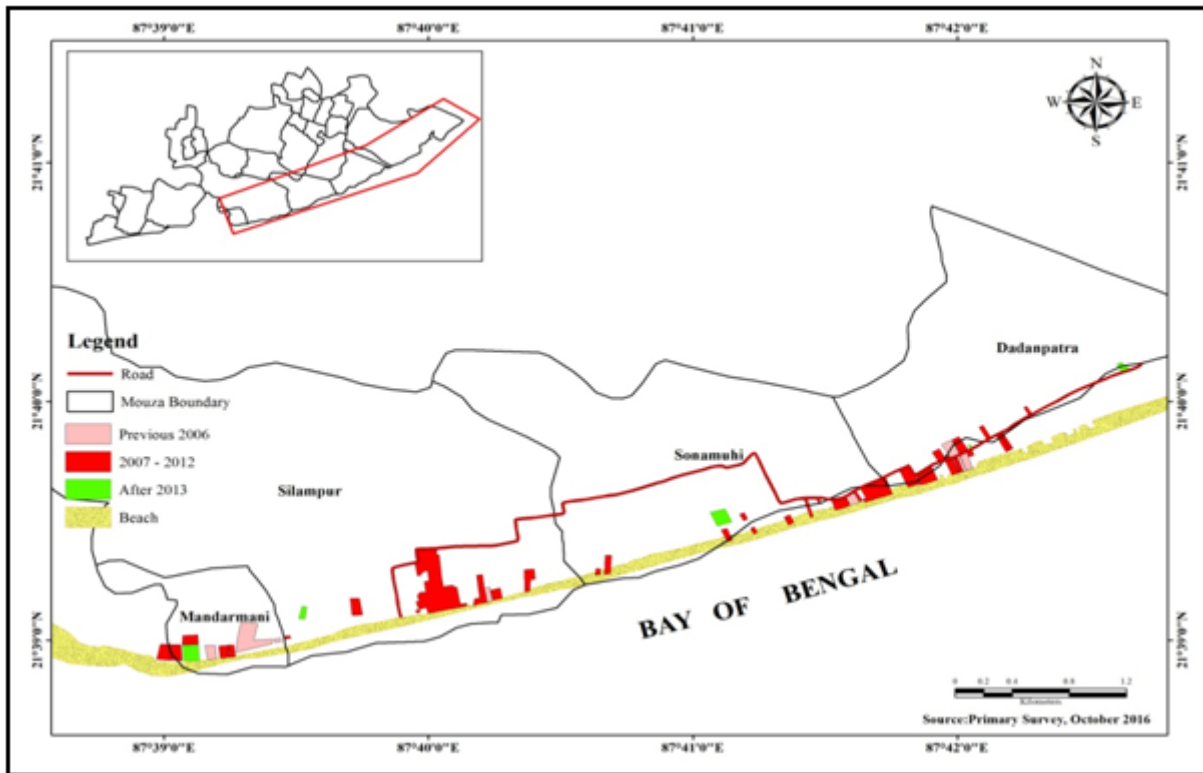 87°39'0"E 87°40'0"E 87°41'0"E 87°42'0"E
N
W E
S
21°41'0"N 21°41'0"N
Legend
Road
Mouza Boundary
Previous 2006
2007 - 2012
After 2013
Beach
Dadanpatra
21°40'0"N 21°40'0"N
Sonamuhi
Silampur
Mandarmani
BAY OF BENGAL
21°39'0"N 21°39'0"N
0 0.2 0.4 0.8 1.2
Kilometers
Source:Primary Survey, October 2016
87°39'0"E 87°40'0"E 87°41'0"E 87°42'0"E